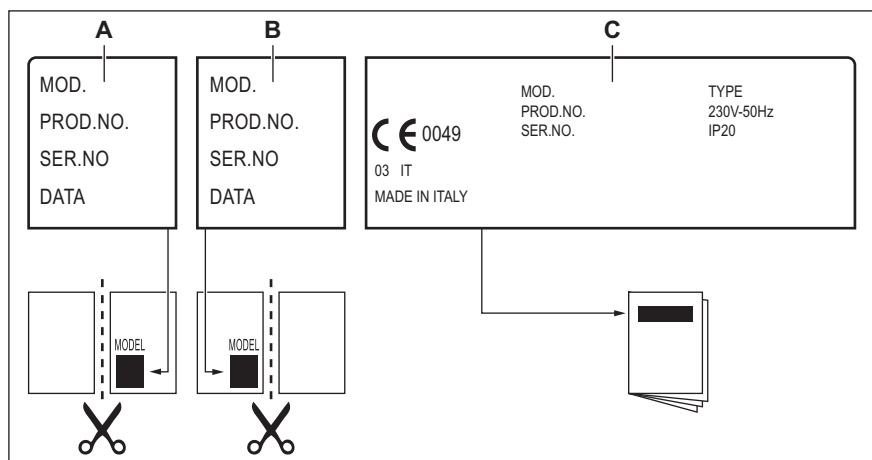 A
B
C
MOD.
PROD.NO.
SER.NO
DATA
MOD.
PROD.NO.
SER.NO
DATA
MOD.
PROD.NO.
SER.NO.
TYPE
230V-50Hz
IP20
CE 0049
03 IT
MADE IN ITALY
MODEL
MODEL